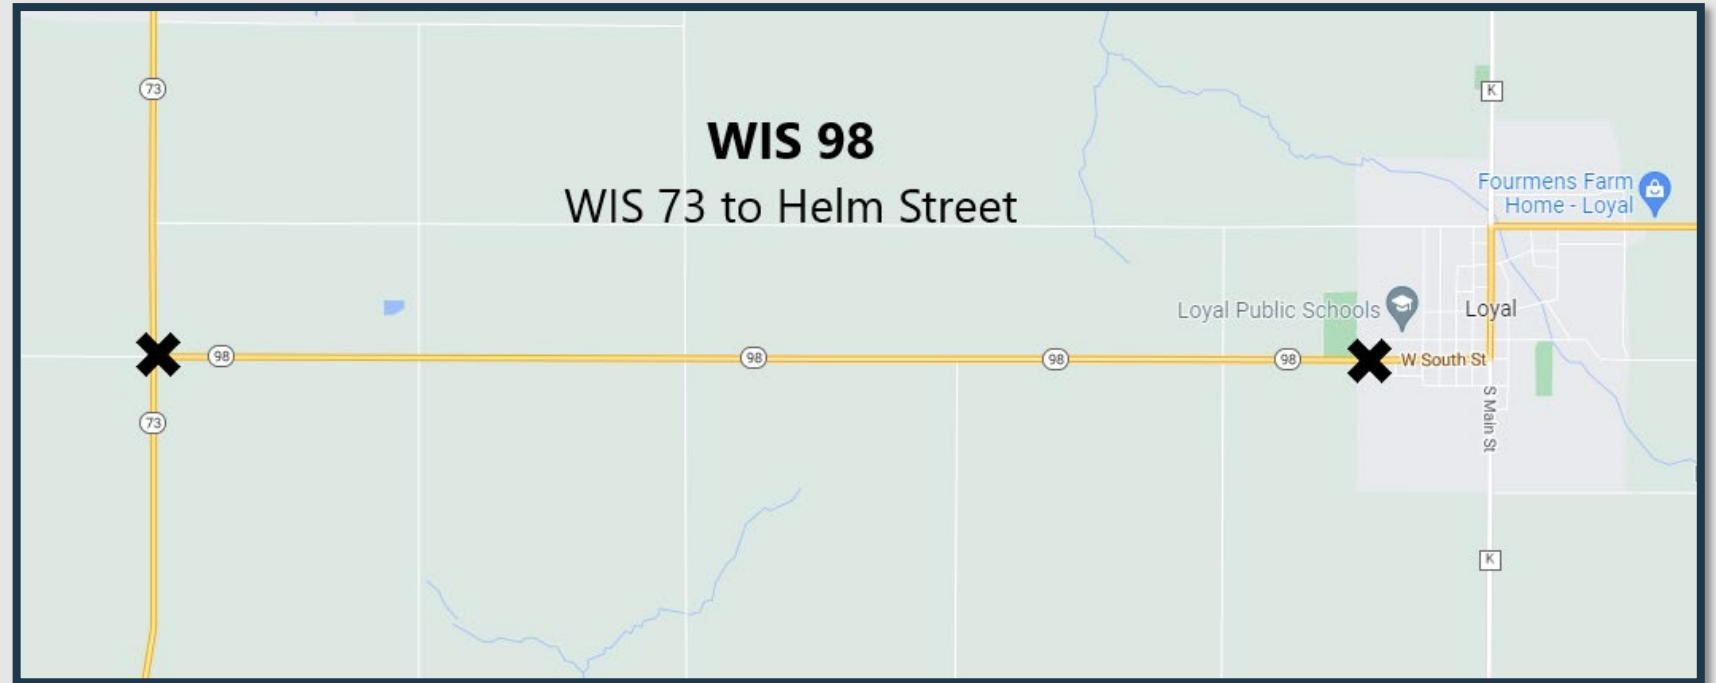 73
K
WIS 98
WIS 73 to Helm Street
Fourmens Farm
Home - Loyal
Loyal Public Schools
Loyal
98
98
98
98
W South St
73
S Main St
K